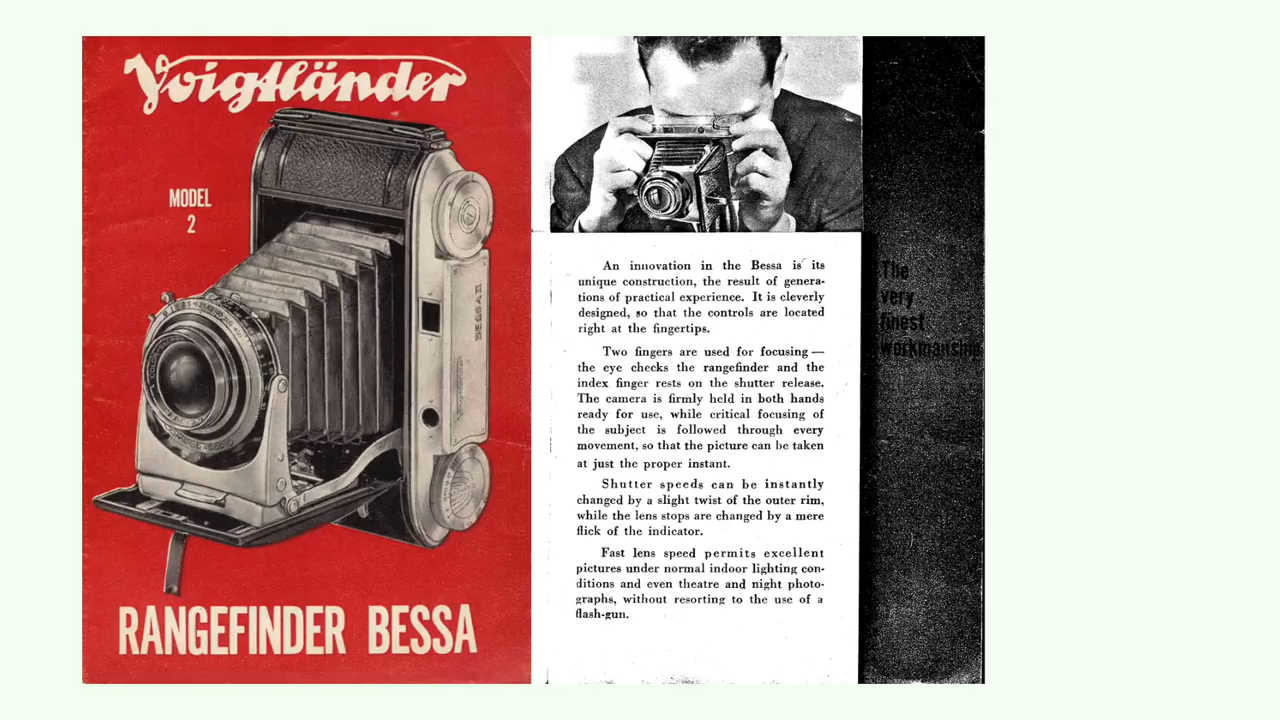 Voigtländer
MODEL
2
BESSA II
RANGEFINDER BESSA
An innovation in the Bessa is its
unique construction, the result of genera-
tions of practical experience. It is cleverly
designed, so that the controls are located
right at the fingertips.
Two fingers are used for focusing —
the eye checks the rangefinder and the
index finger rests on the shutter release.
The camera is firmly held in both hands
ready for use, while critical focusing of
the subject is followed through every
movement, so that the picture can be taken
at just the proper instant.
Shutter speeds can be instantly
changed by a slight twist of the outer rim,
while the lens stops are changed by a mere
flick of the indicator.
Fast lens speed permits excellent
pictures under normal indoor lighting con-
ditions and even theatre and night photo-
graphs, without resorting to the use of a
flash-gun.
The
very
finest
workmanship